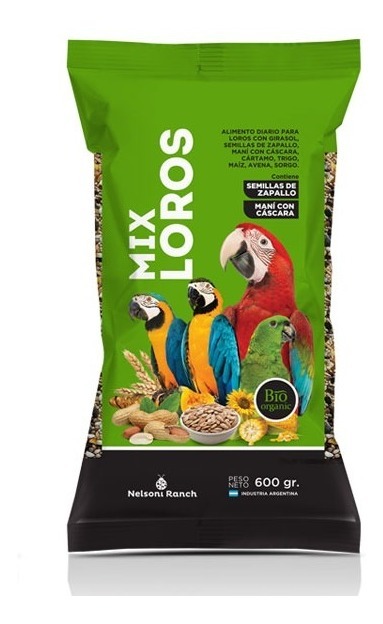 ALIMENTO DIARIO PARA
LOROS CON GIRASOL,
SEMILLAS DE ZAPALLO,
MANÍ CON CÁSCARA,
CÁRTAMO, TRIGO,
MAÍZ, AVENA, SORGO.
Contiene
SEMILLAS DE
ZAPALLO
MANÍ CON
CÁSCARA
MIX
LOROS
Bio
organic
Nelsoni Ranch
PESO
NETO
600 gr.
INDUSTRIA ARGENTINA